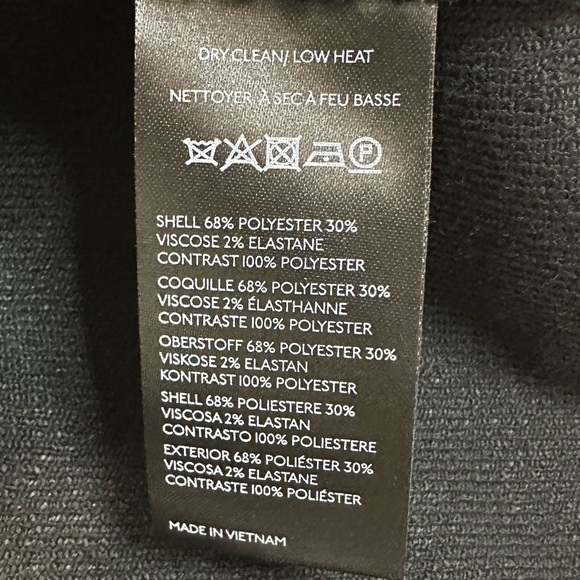 DRY CLEAN/ LOW HEAT
NETTOYER À SEC À FEU BASSE
P
SHELL 68% POLYESTER 30%
VISCOSE 2% ELASTANE
CONTRAST 100% POLYESTER
COQUILLE 68% POLYESTER 30%
VISCOSE 2% ÉLASTHANNE
CONTRASTE 100% POLYESTER
OBERSTOFF 68% POLYESTER 30%
VISKOSE 2% ELASTAN
KONTRAST 100% POLYESTER
SHELL 68% POLIESTERE 30%
VISCOSA 2% ELASTAN
CONTRASTO 100% POLIESTERE
EXTERIOR 68% POLIÉSTER 30%
VISCOSA 2% ELASTANE
CONTRASTE 100% POLIÉSTER
MADE IN VIETNAM